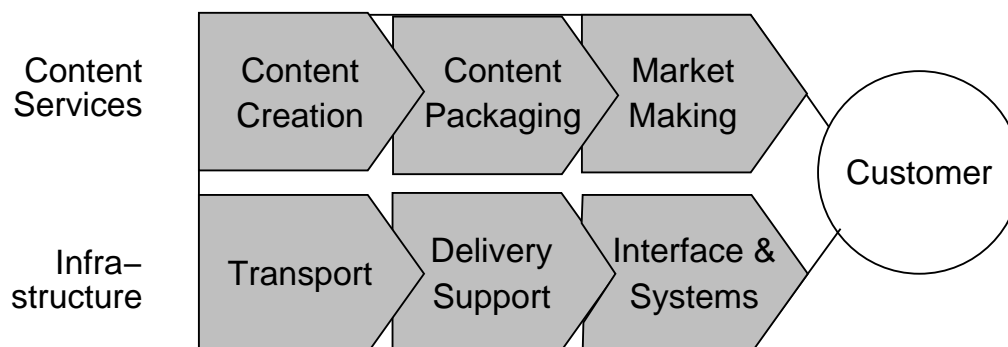 Content
Services
Content
Creation
Content
Packaging
Market
Making
Customer
Infra–
structure
Transport
Delivery
Support
Interface &
Systems